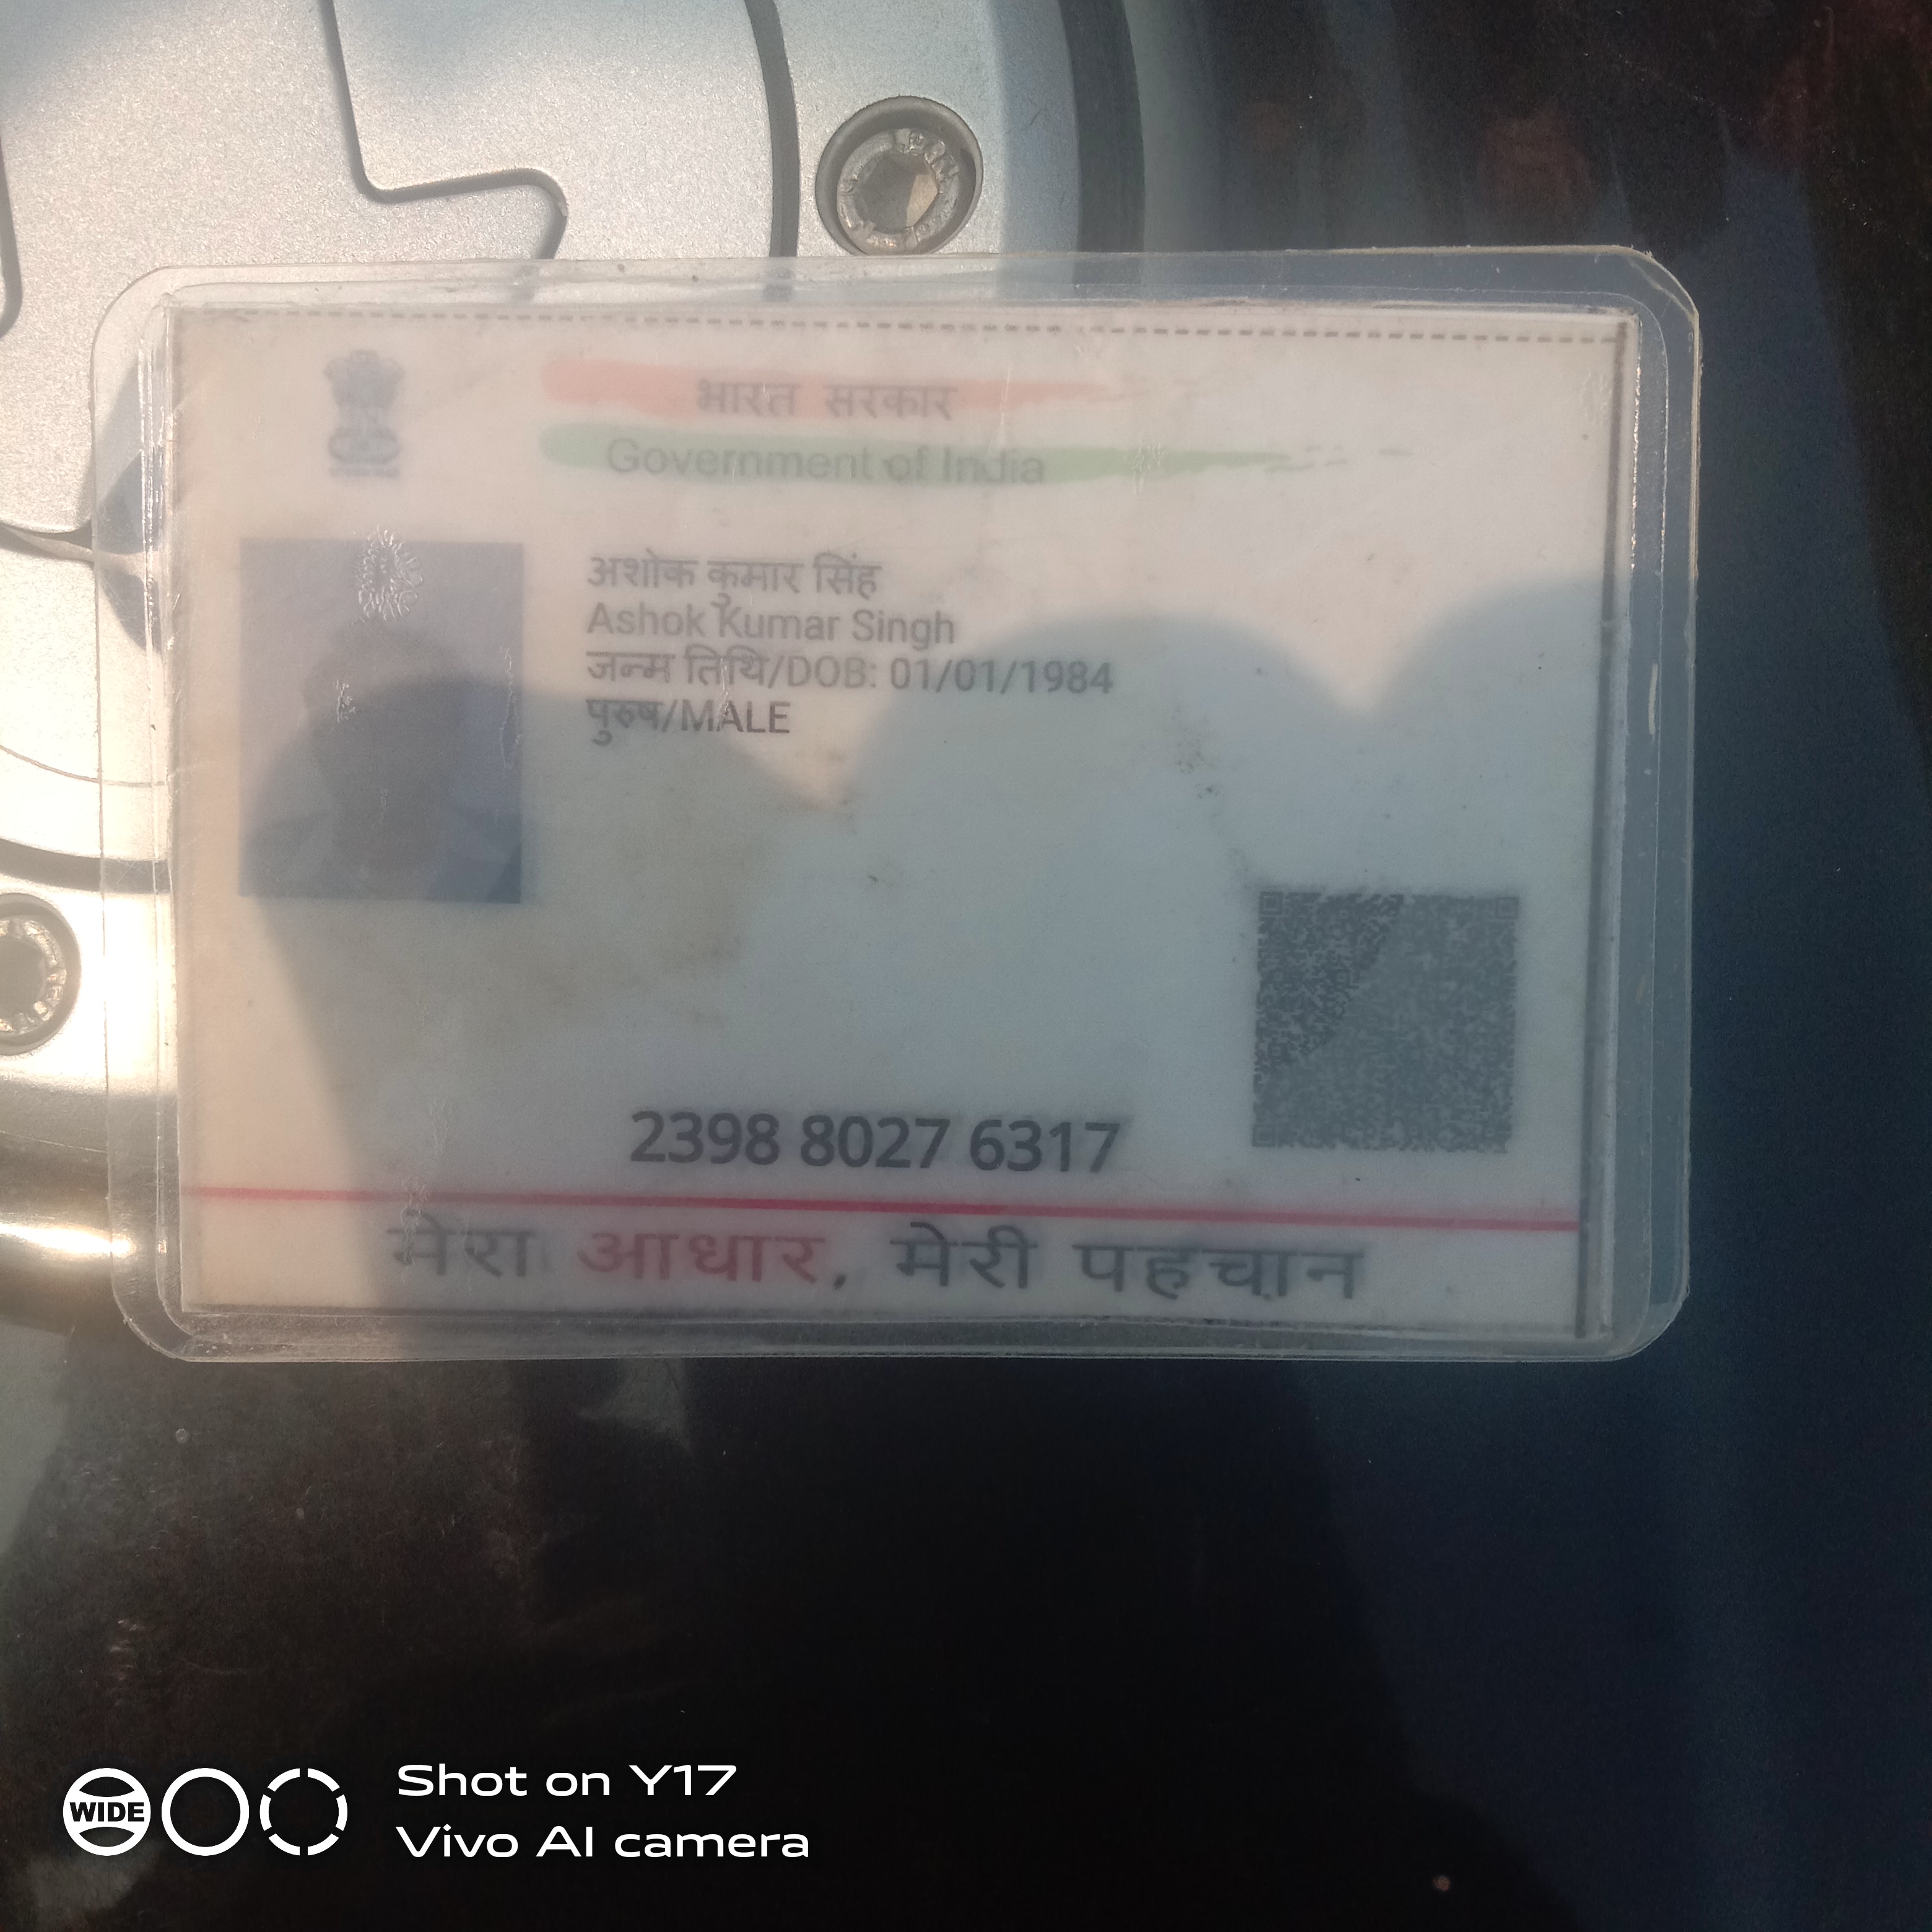 भारत सरकार
Government of India
अशोक कुमार सिंह
Ashok Kumar Singh
जन्म तिथि/DOB: 01/01/1984
पुरुष/MALE
2398 8027 6317
मेरा आधार, मेरी पहचान
WIDE
Shot on Y17
Vivo AI camera